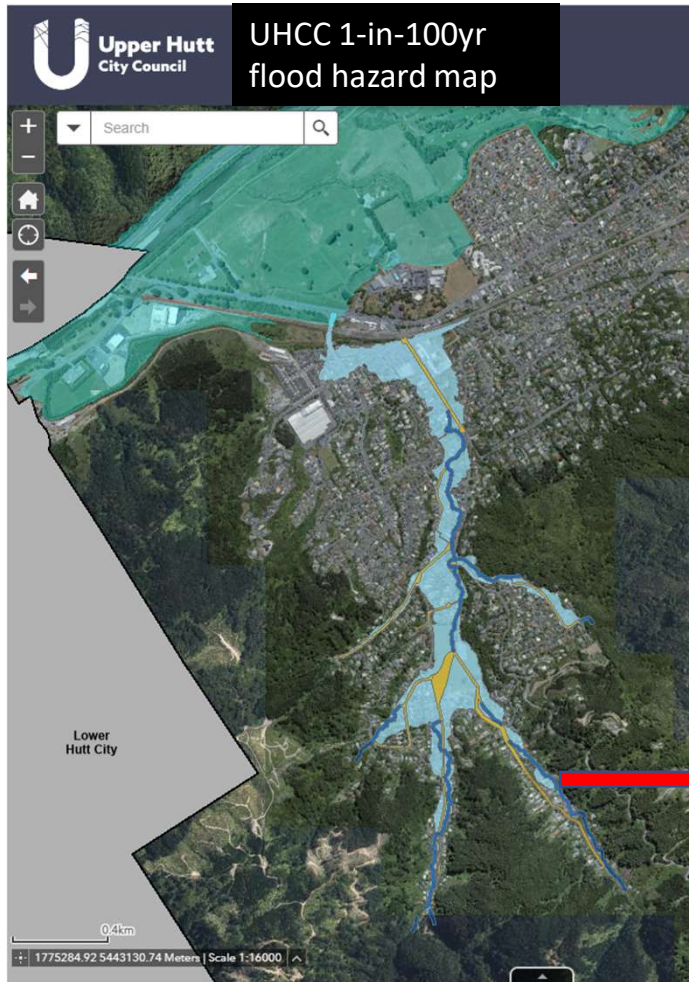 Upper Hutt
City Council
UHCC 1-in-100yr
flood hazard map
Search
Lower
Hutt City
0.4km
1775284.92 5443130.74 Meters | Scale 1:16000